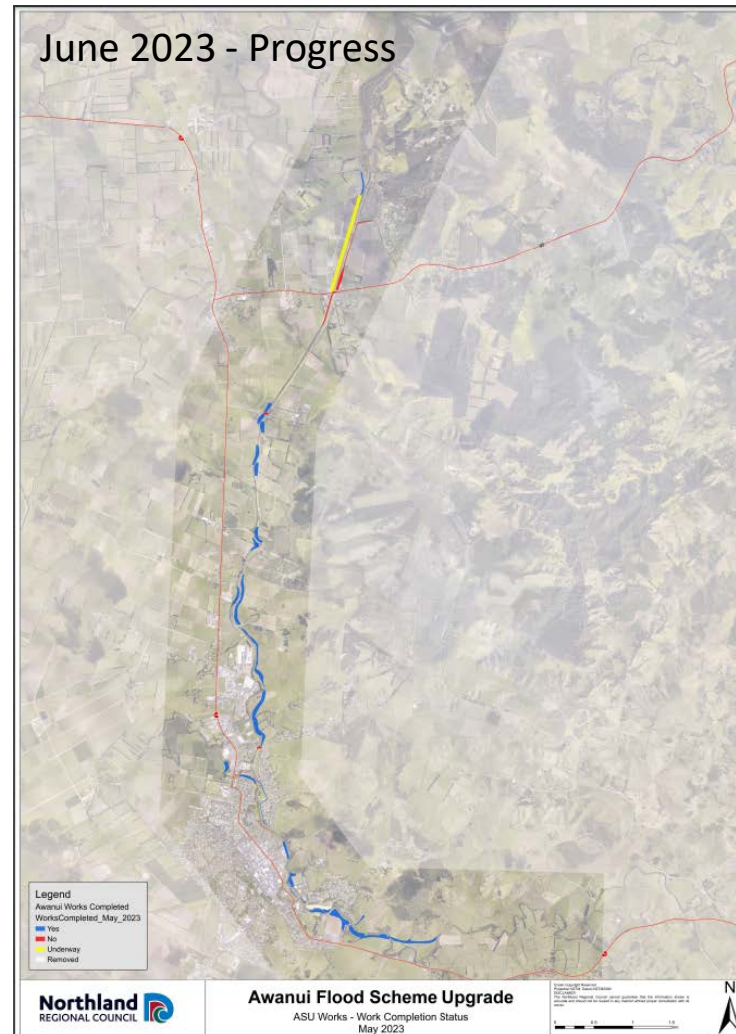 June 2023 - Progress
Legend
Awanui Works Completed
WorksCompleted_May_2023
Yes
No
Underway
Removed
Northland
REGIONAL COUNCIL
Awanui Flood Scheme Upgrade
ASU Works - Work Completion Status
May 2023
N